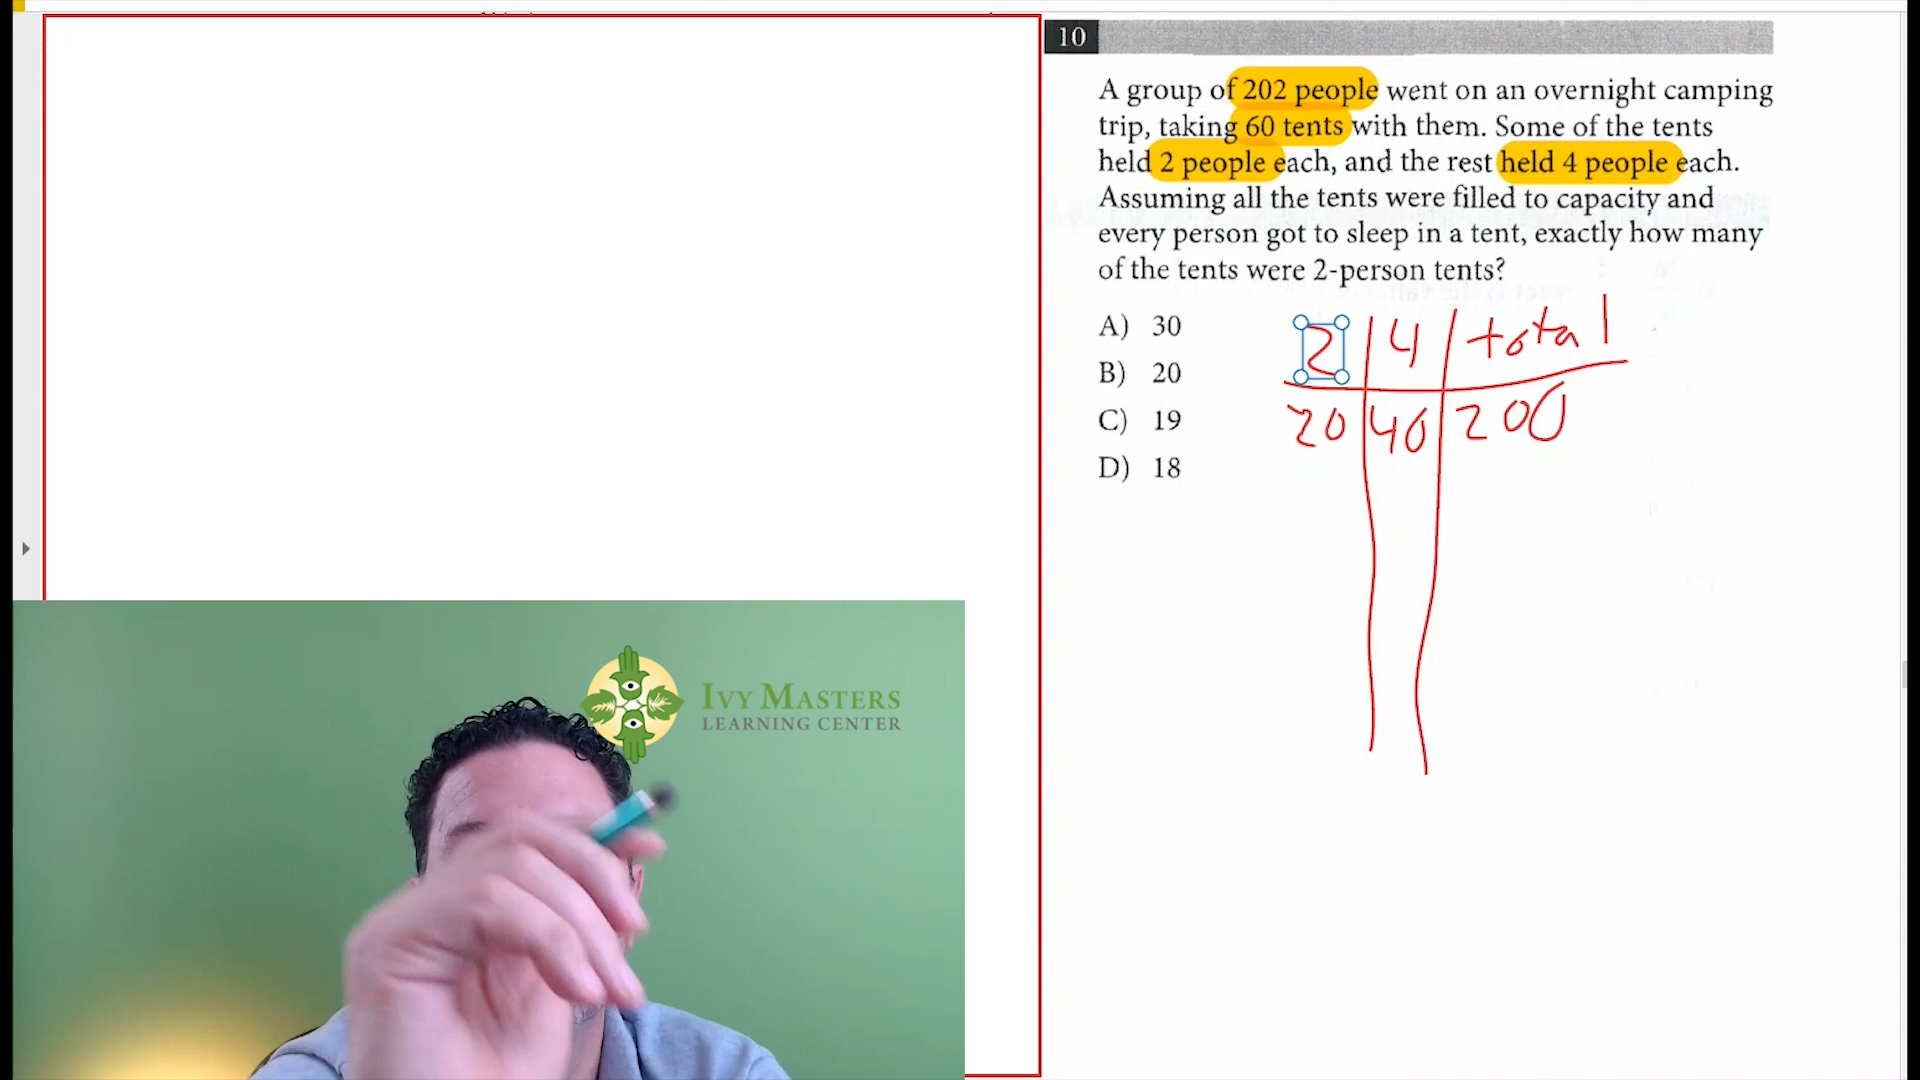 10
A group of 202 people went on an overnight camping
trip, taking 60 tents with them. Some of the tents
held 2 people each, and the rest held 4 people each.
Assuming all the tents were filled to capacity and
every person got to sleep in a tent, exactly how many
of the tents were 2-person tents?
A) 30
B) 20
C) 19
D) 18
2 4 total
20 40 200
IVY MASTERS
LEARNING CENTER